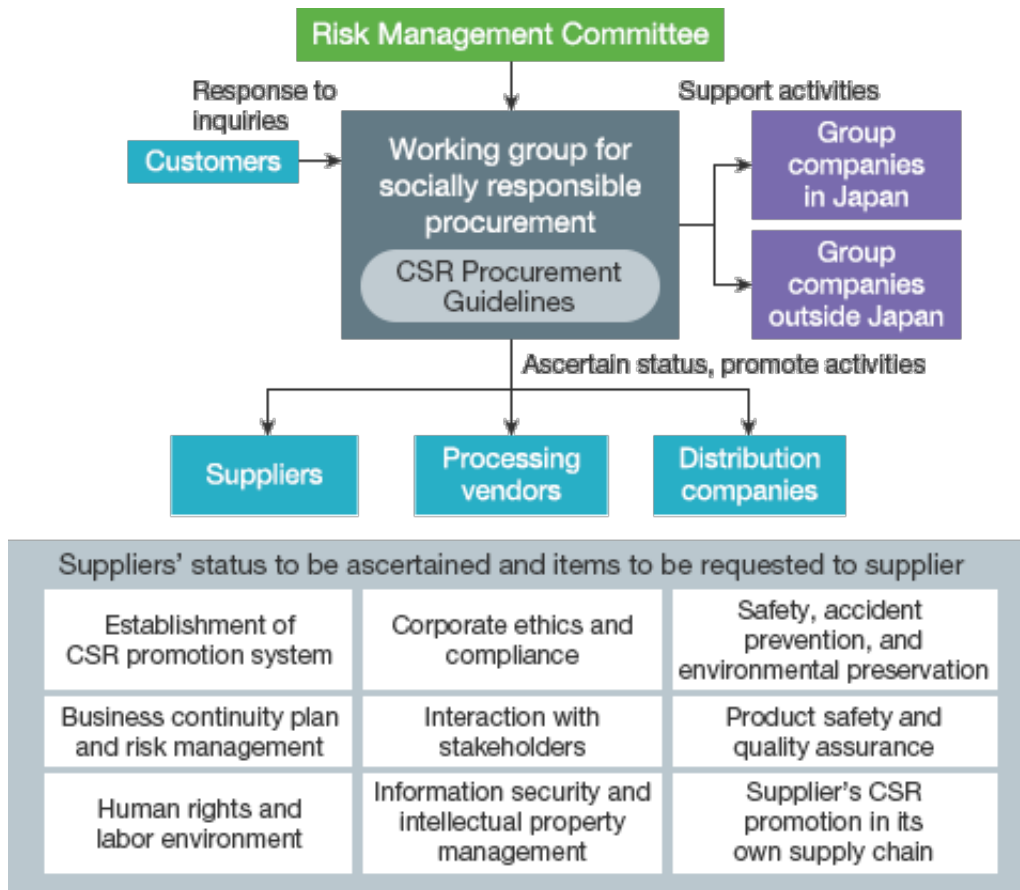 Risk Management Committee
Response to
inquiries
Support activities
Customers
Working group for
socially responsible
procurement
CSR Procurement
Guidelines
Group
companies
in Japan
Group
companies
outside Japan
Ascertain status, promote activities
Suppliers
Processing
vendors
Distribution
companies
Suppliers' status to be ascertained and items to be requested to supplier
Establishment of
CSR promotion system
Corporate ethics and
compliance
Safety, accident
prevention, and
environmental preservation
Business continuity plan
and risk management
Interaction with
stakeholders
Product safety and
quality assurance
Human rights and
labor environment
Information security and
intellectual property
management
Supplier's CSR
promotion in its
own supply chain